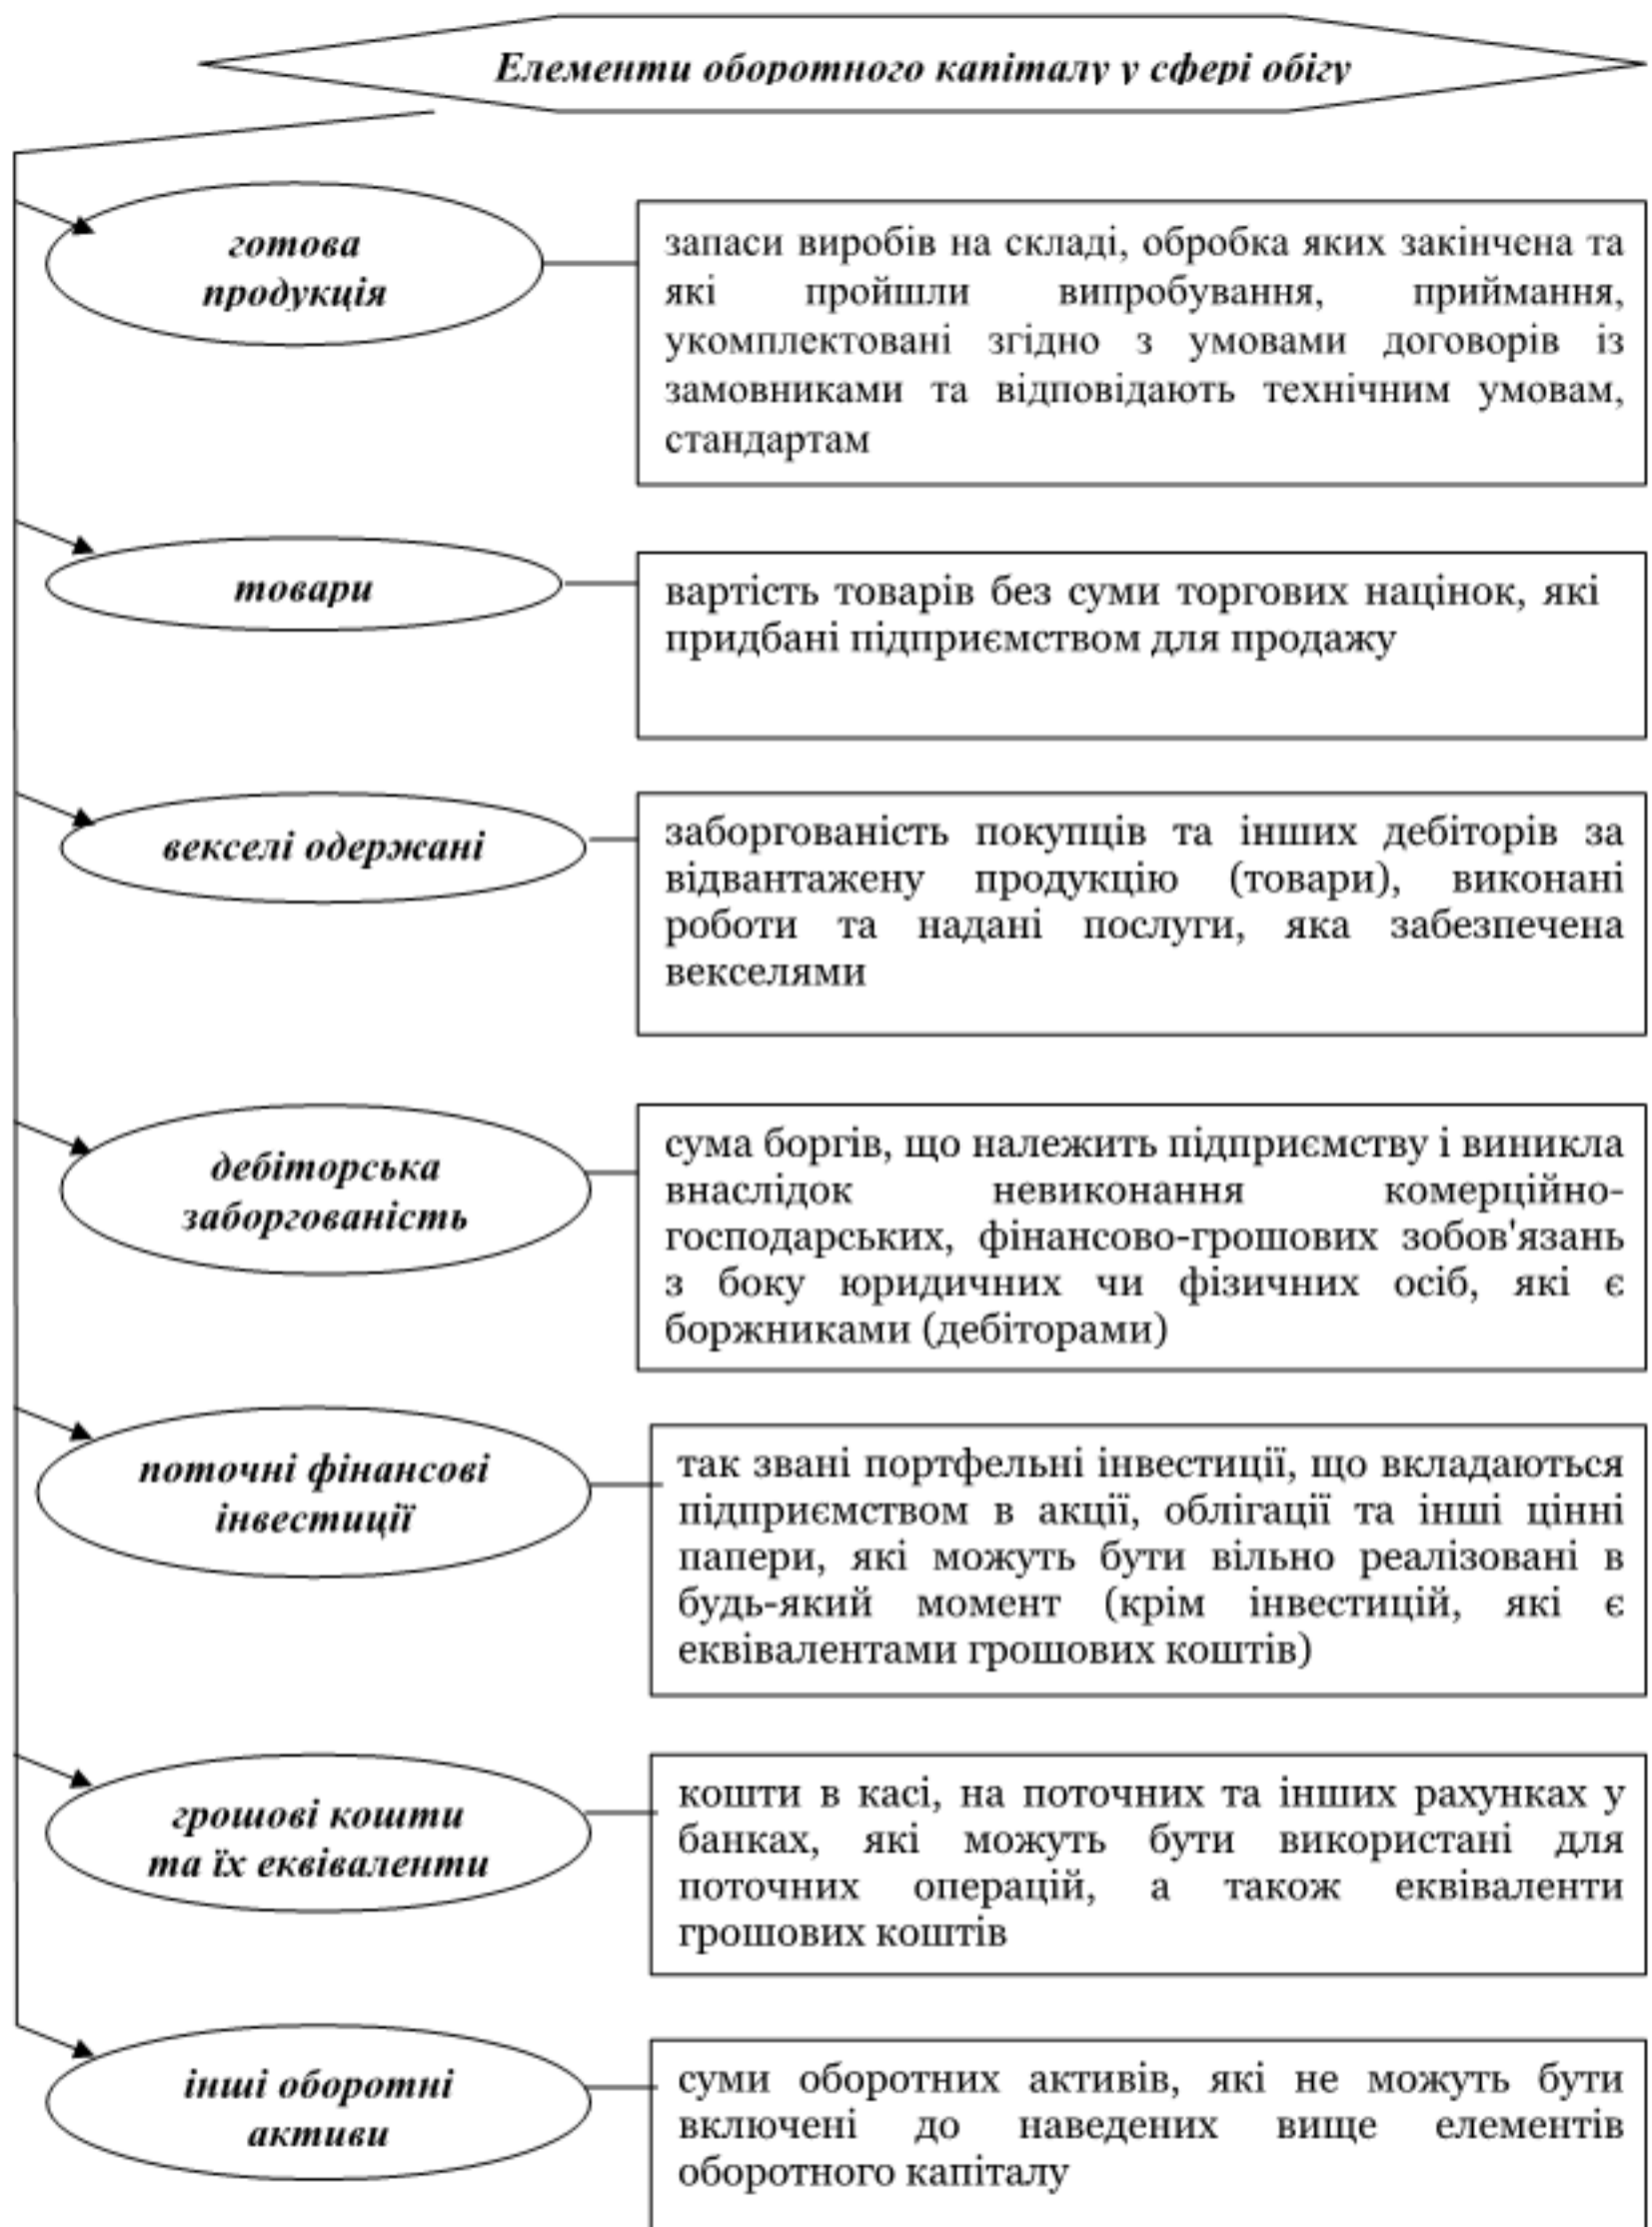 Елементи оборотного капіталу у сфері обігу
готова
продукція
запаси виробів на складі, обробка яких закінчена та
які пройшли випробування, приймання,
укомплектовані згідно з умовами договорів із
замовниками та відповідають технічним умовам,
стандартам
товари
вартість товарів без суми торгових націнок, які
придбані підприємством для продажу
векселі одержані
заборгованість покупців та інших дебіторів за
відвантажену продукцію (товари), виконані
роботи та надані послуги, яка забезпечена
векселями
дебіторська
заборгованість
сума боргів, що належить підприємству і виникла
внаслідок невиконання комерційно-
господарських, фінансово-грошових зобов'язань
з боку юридичних чи фізичних осіб, які є
боржниками (дебіторами)
поточні фінансові
інвестиції
так звані портфельні інвестиції, що вкладаються
підприємством в акції, облігації та інші цінні
папери, які можуть бути вільно реалізовані в
будь-який момент (крім інвестицій, які є
еквівалентами грошових коштів)
грошові кошти
та їх еквіваленти
кошти в касі, на поточних та інших рахунках у
банках, які можуть бути використані для
поточних операцій, а також еквіваленти
грошових коштів
інші оборотні
активи
суми оборотних активів, які не можуть бути
включені до наведених вище елементів
оборотного капіталу